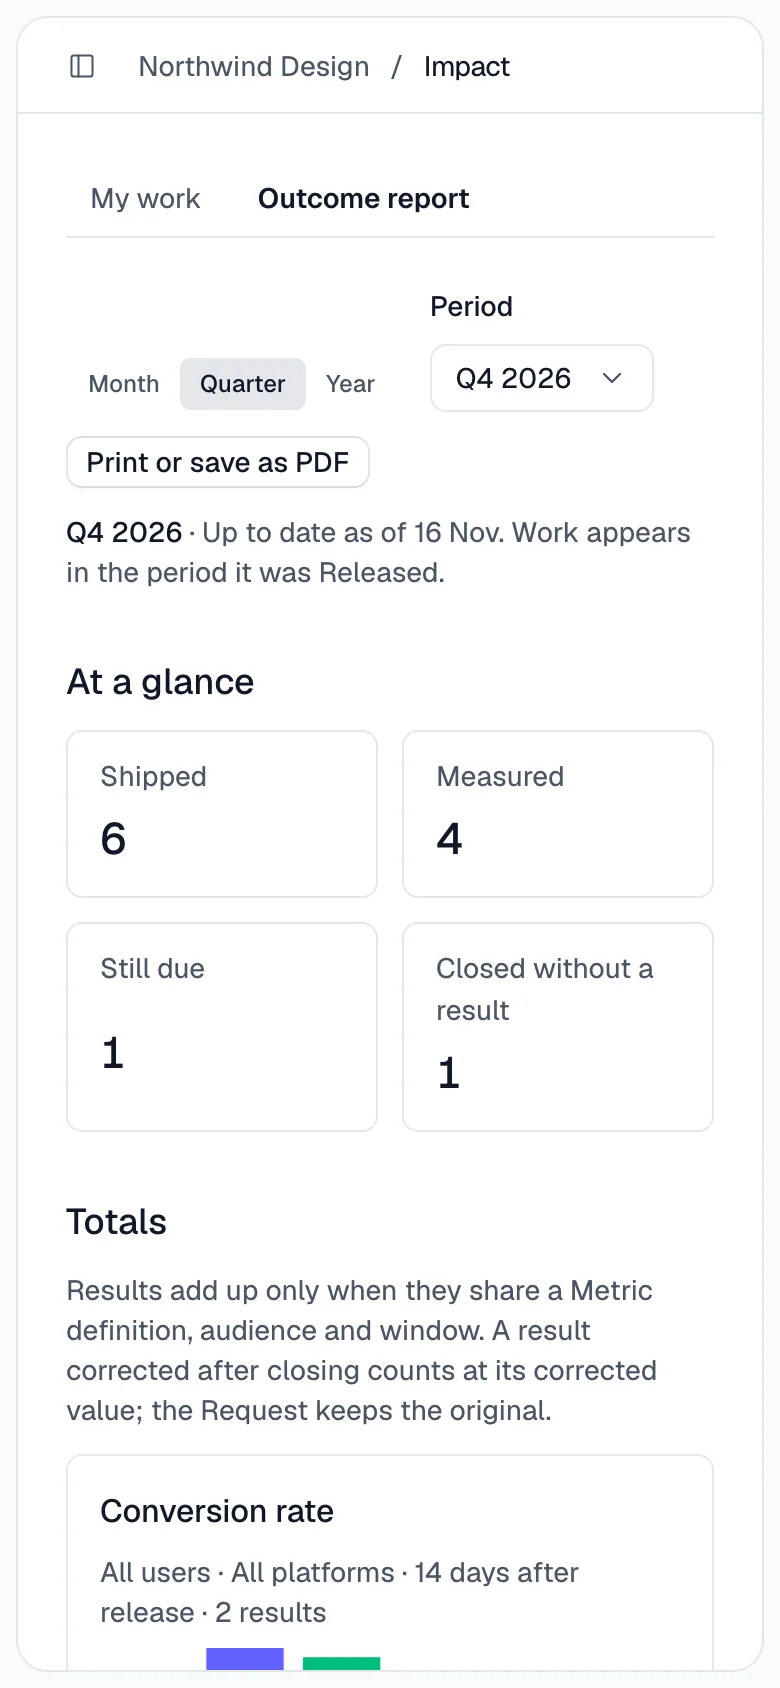 Northwind Design / Impact
My work
Outcome report
Period
Month
Quarter
Year
Q4 2026
Print or save as PDF
Q4 2026 · Up to date as of 16 Nov. Work appears
in the period it was Released.
At a glance
Shipped
6
Measured
4
Still due
1
Closed without a
result
1
Totals
Results add up only when they share a Metric
definition, audience and window. A result
corrected after closing counts at its corrected
value; the Request keeps the original.
Conversion rate
All users · All platforms · 14 days after
release · 2 results